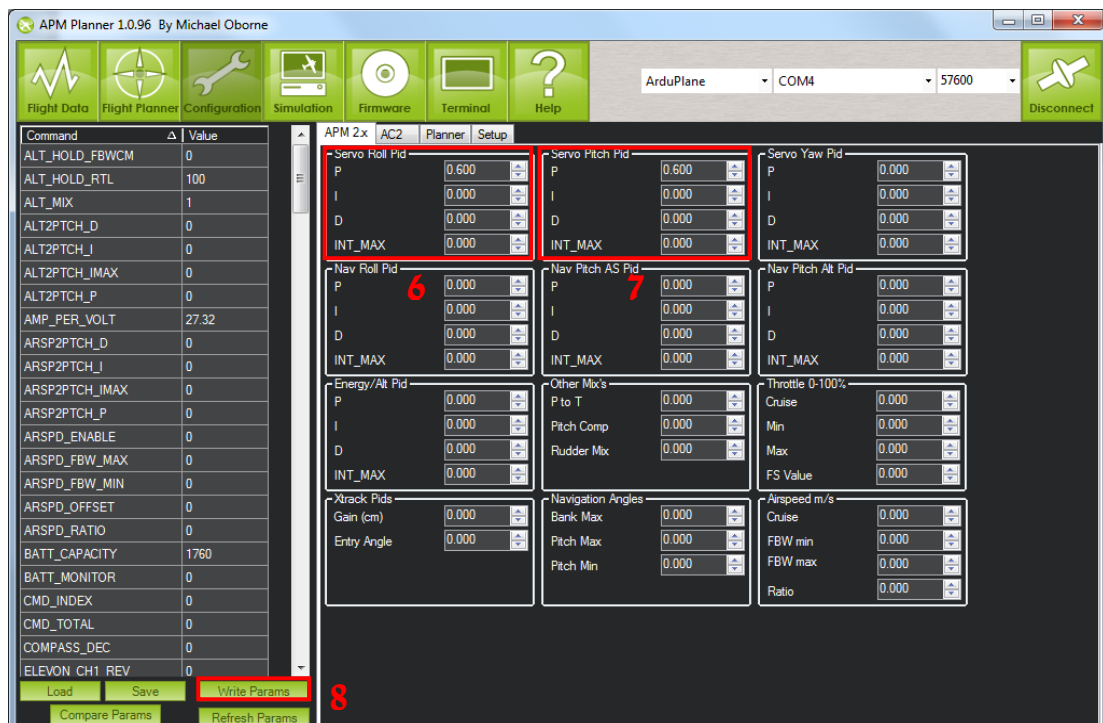 APM Planner 1.0.96 By Michael Oborne
Flight Data Flight Planner Configuration Simulation Firmware Terminal Help ArduPlane COM4 57600 Disconnect
Command Value
ALT_HOLD_FBWCM 0
ALT_HOLD_RTL 100
ALT_MIX 1
ALT2PTCH_D 0
ALT2PTCH_I 0
ALT2PTCH_IMAX 0
ALT2PTCH_P 0
AMP_PER_VOLT 27.32
ARSP2PTCH_D 0
ARSP2PTCH_I 0
ARSP2PTCH_IMAX 0
ARSP2PTCH_P 0
ARSPD_ENABLE 0
ARSPD_FBW_MAX 0
ARSPD_FBW_MIN 0
ARSPD_OFFSET 0
ARSPD_RATIO 0
BATT_CAPACITY 1760
BATT_MONITOR 0
CMD_INDEX 0
CMD_TOTAL 0
COMPASS_DEC 0
ELEVON_CH1_REV 0
Load Save Write Params 8
Compare Params Refresh Params
APM 2.x AC2 Planner Setup
Servo Roll Pid
P 0.600
I 0.000
D 0.000
INT_MAX 0.000
6
Servo Pitch Pid
P 0.600
I 0.000
D 0.000
INT_MAX 0.000
7
Servo Yaw Pid
P 0.000
I 0.000
D 0.000
INT_MAX 0.000
Nav Roll Pid
P 0.000
I 0.000
D 0.000
INT_MAX 0.000
Nav Pitch AS Pid
P 0.000
I 0.000
D 0.000
INT_MAX 0.000
Nav Pitch Alt Pid
P 0.000
I 0.000
D 0.000
INT_MAX 0.000
Energy/Alt Pid
P 0.000
I 0.000
D 0.000
INT_MAX 0.000
Other Mix's
P to T 0.000
Pitch Comp 0.000
Rudder Mix 0.000
Throttle 0-100%
Cruise 0.000
Min 0.000
Max 0.000
FS Value 0.000
Xtrack Pids
Gain (cm) 0.000
Entry Angle 0.000
Navigation Angles
Bank Max 0.000
Pitch Max 0.000
Pitch Min 0.000
Airspeed m/s
Cruise 0.000
FBW min 0.000
FBW max 0.000
Ratio 0.000